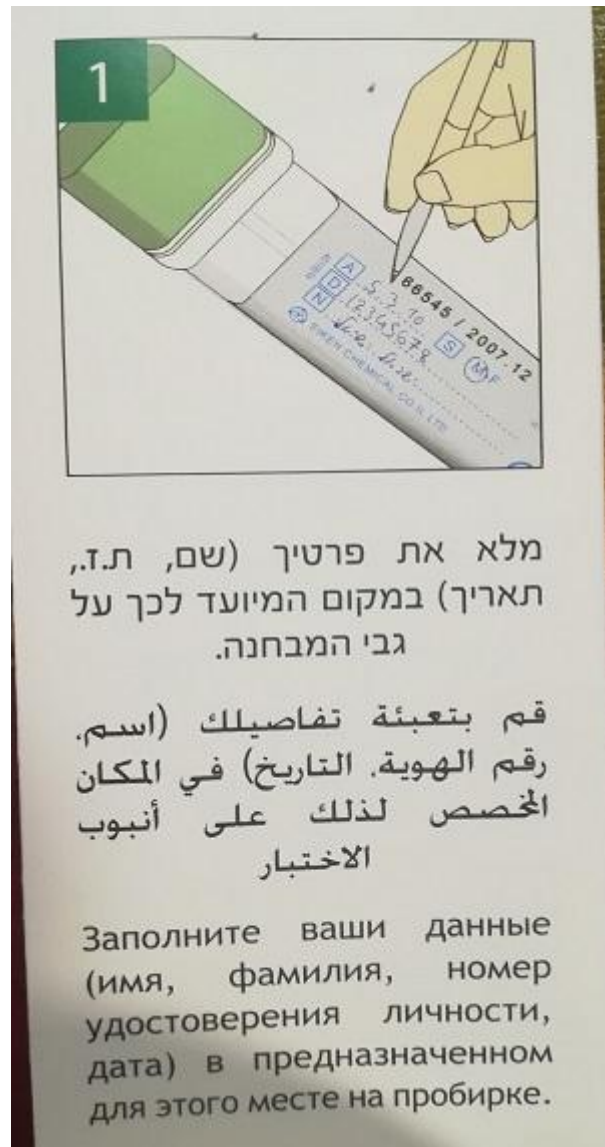 1
86545 / 2007.12
A 5.7.10
D 12345678 S M F
N
EIKEN CHEMICAL CO., LTD.
מלא את פרטיך (שם, ת.ז.,
תאריך) במקום המיועד לכך על
גבי המבחנה.
قم بتعبئة تفاصيلك (اسم،
رقم الهوية، التاريخ) في المكان
المخصص لذلك على أنبوب
الاختبار
Заполните ваши данные
(имя, фамилия, номер
удостоверения личности,
дата) в предназначенном
для этого месте на пробирке.